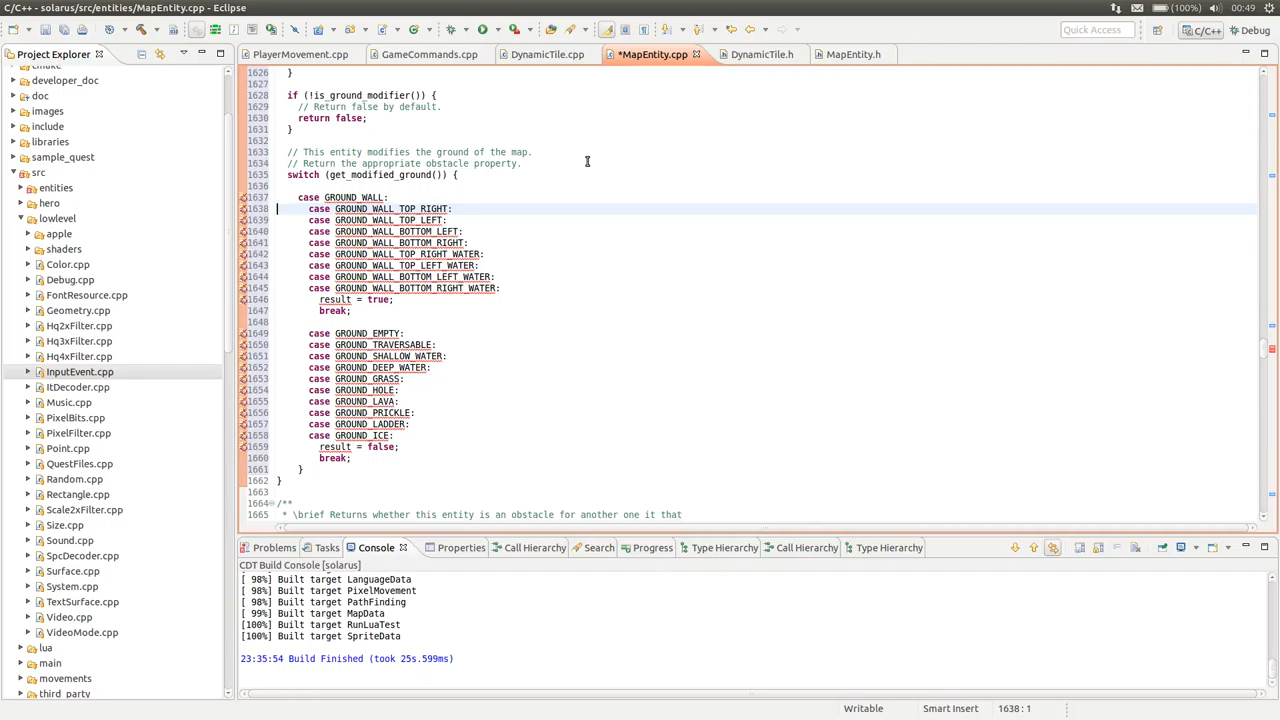 C/C++ - solarus/src/entities/MapEntity.cpp - Eclipse
(100%)
00:49
Quick Access
C/C++
Debug
Project Explorer
PlayerMovement.cpp
GameCommands.cpp
DynamicTile.cpp
*MapEntity.cpp
DynamicTile.h
MapEntity.h
developer_doc
doc
images
include
libraries
sample_quest
src
entities
hero
lowlevel
apple
shaders
Color.cpp
Debug.cpp
FontResource.cpp
Geometry.cpp
Hq2xFilter.cpp
Hq3xFilter.cpp
Hq4xFilter.cpp
InputEvent.cpp
ItDecoder.cpp
Music.cpp
PixelBits.cpp
PixelFilter.cpp
Point.cpp
QuestFiles.cpp
Random.cpp
Rectangle.cpp
Scale2xFilter.cpp
Size.cpp
Sound.cpp
SpcDecoder.cpp
Surface.cpp
System.cpp
TextSurface.cpp
Video.cpp
VideoMode.cpp
lua
main
movements
third_party
1626 }
1627
1628 if (!is_ground_modifier()) {
1629 // Return false by default.
1630 return false;
1631 }
1632
1633 // This entity modifies the ground of the map.
1634 // Return the appropriate obstacle property.
1635 switch (get_modified_ground()) {
1636
1637 case GROUND_WALL:
1638 case GROUND_WALL_TOP_RIGHT:
1639 case GROUND_WALL_TOP_LEFT:
1640 case GROUND_WALL_BOTTOM_LEFT:
1641 case GROUND_WALL_BOTTOM_RIGHT:
1642 case GROUND_WALL_TOP_RIGHT_WATER:
1643 case GROUND_WALL_TOP_LEFT_WATER:
1644 case GROUND_WALL_BOTTOM_LEFT_WATER:
1645 case GROUND_WALL_BOTTOM_RIGHT_WATER:
1646 result = true;
1647 break;
1648
1649 case GROUND_EMPTY:
1650 case GROUND_TRAVERSABLE:
1651 case GROUND_SHALLOW_WATER:
1652 case GROUND_DEEP_WATER:
1653 case GROUND_GRASS:
1654 case GROUND_HOLE:
1655 case GROUND_LAVA:
1656 case GROUND_PRICKLE:
1657 case GROUND_LADDER:
1658 case GROUND_ICE:
1659 result = false;
1660 break;
1661 }
1662 }
1663
1664 /**
1665 * \brief Returns whether this entity is an obstacle for another one it that
Problems
Tasks
Console
Properties
Call Hierarchy
Search
Progress
Type Hierarchy
Call Hierarchy
Type Hierarchy
CDT Build Console [solarus]
[ 98%] Built target LanguageData
[ 98%] Built target PixelMovement
[ 98%] Built target PathFinding
[ 99%] Built target MapData
[100%] Built target RunLuaTest
[100%] Built target SpriteData
23:35:54 Build Finished (took 25s.599ms)
Writable
Smart Insert
1638 : 1